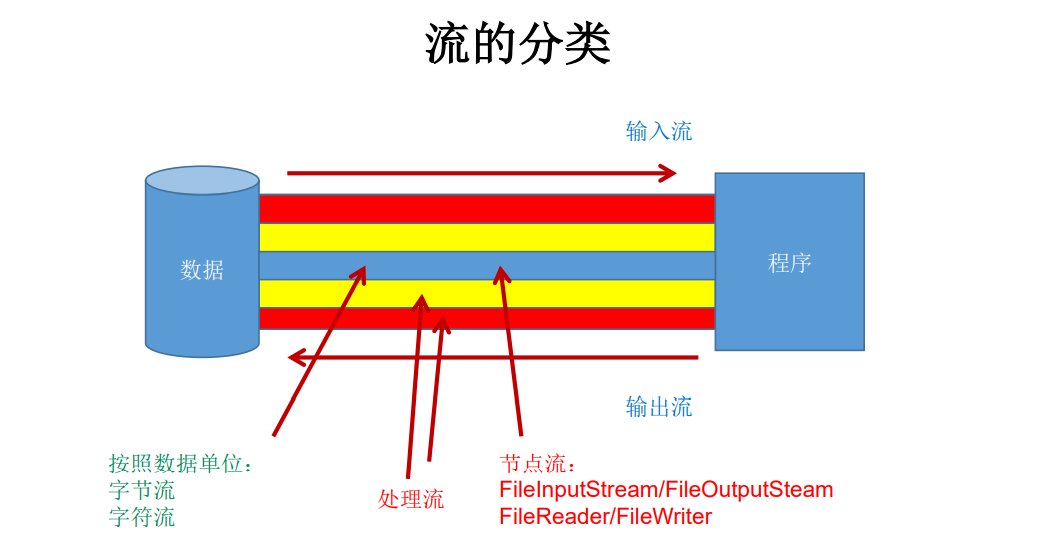 流的分类
输入流
数据
程序
输出流
按照数据单位：
字节流
字符流
处理流
节点流：
FileInputStream/FileOutputSteam
FileReader/FileWriter